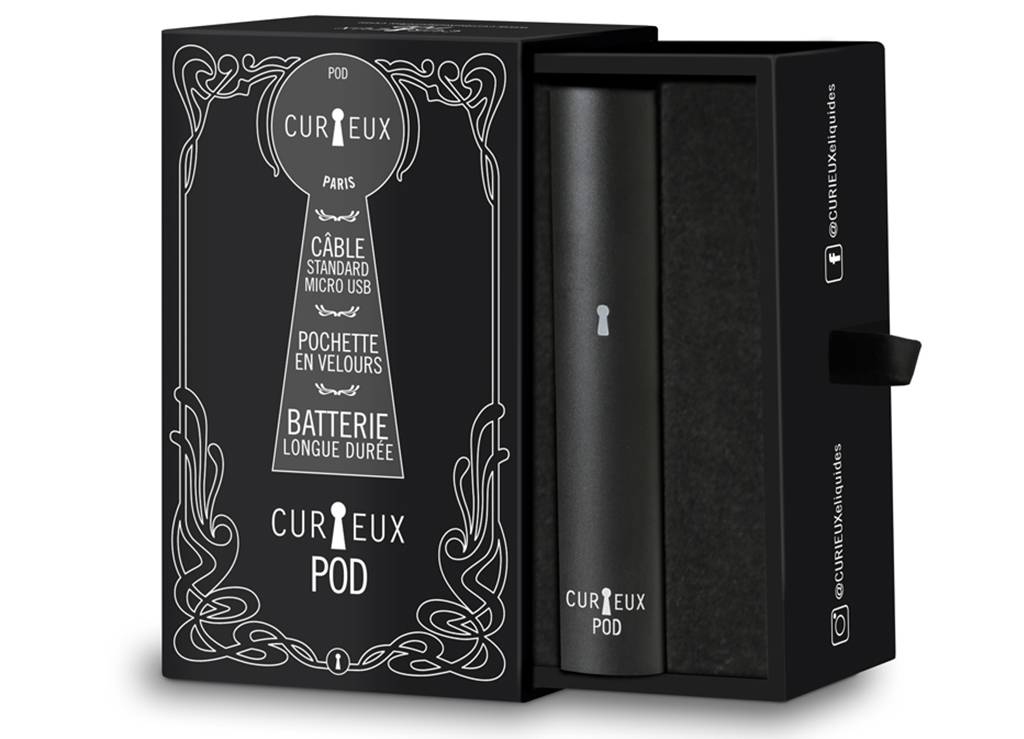 POD
CURIEUX
PARIS
CÂBLE
STANDARD
MICRO USB
POCHETTE
EN VELOURS
BATTERIE
LONGUE DURÉE
CURIEUX
POD
CURIEUX
POD
@CURIEUXeliquides
@CURIEUXeliquides